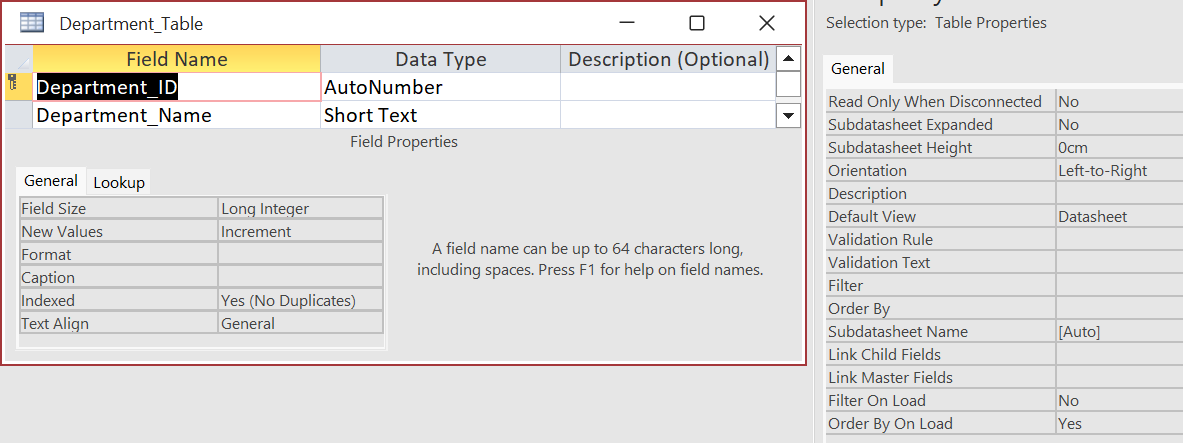 Department_Table
Field Name Data Type Description (Optional)
Department_ID AutoNumber
Department_Name Short Text
Field Properties
General Lookup
Field Size Long Integer
New Values Increment
Format
Caption
Indexed Yes (No Duplicates)
Text Align General
A field name can be up to 64 characters long,
including spaces. Press F1 for help on field names.
Selection type: Table Properties
General
Read Only When Disconnected No
Subdatasheet Expanded No
Subdatasheet Height 0cm
Orientation Left-to-Right
Description
Default View Datasheet
Validation Rule
Validation Text
Filter
Order By
Subdatasheet Name [Auto]
Link Child Fields
Link Master Fields
Filter On Load No
Order By On Load Yes